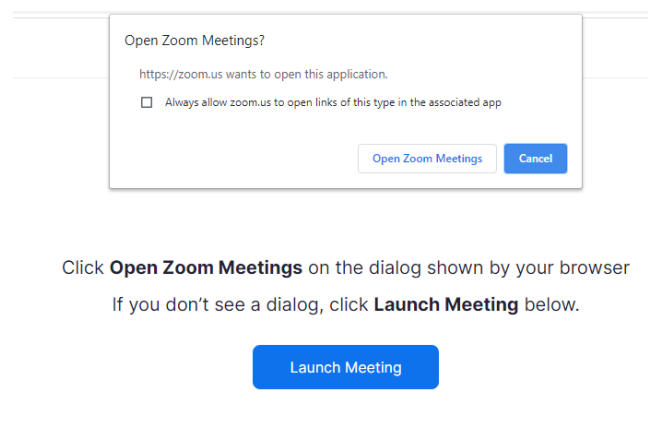 Open Zoom Meetings?
https://zoom.us wants to open this application.
Always allow zoom.us to open links of this type in the associated app
Open Zoom Meetings Cancel
Click Open Zoom Meetings on the dialog shown by your browser
If you don’t see a dialog, click Launch Meeting below.
Launch Meeting